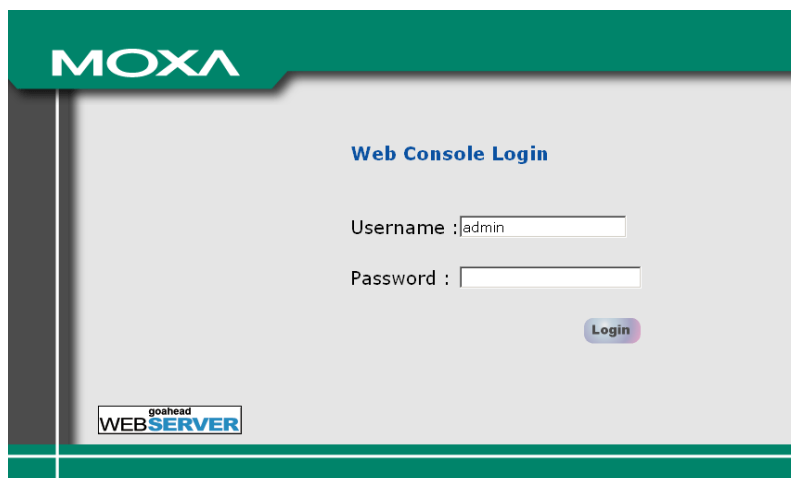 MOXA
Web Console Login
Username : admin
Password :
Login
goahead
WEBSERVER